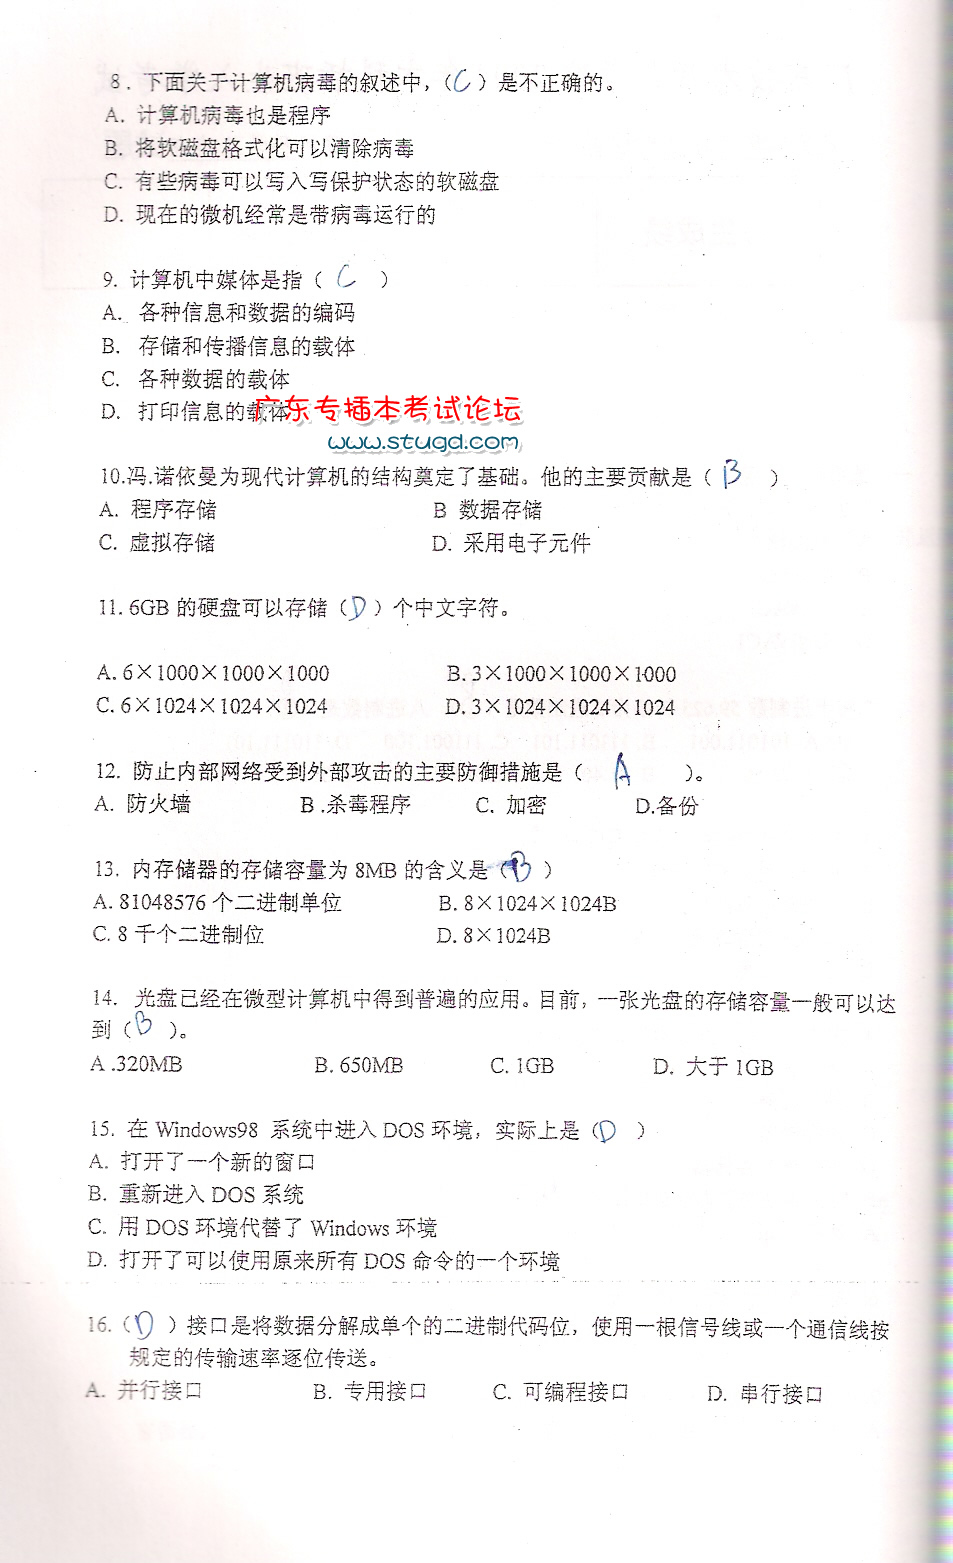 8．下面关于计算机病毒的叙述中，（C）是不正确的。
A. 计算机病毒也是程序
B. 将软磁盘格式化可以清除病毒
C. 有些病毒可以写入写保护状态的软磁盘
D. 现在的微机经常是带病毒运行的
9. 计算机中媒体是指（ C ）
A. 各种信息和数据的编码
B. 存储和传播信息的载体
C. 各种数据的载体
D. 打印信息的载体
广东专插本考试论坛
www.stugd.com
10.冯.诺依曼为现代计算机的结构奠定了基础。他的主要贡献是（ B ）
A. 程序存储 B 数据存储
C. 虚拟存储 D. 采用电子元件
11. 6GB 的硬盘可以存储（D）个中文字符。
A. 6×1000×1000×1000 B. 3×1000×1000×1000
C. 6×1024×1024×1024 D. 3×1024×1024×1024
12. 防止内部网络受到外部攻击的主要防御措施是（ A ）。
A. 防火墙 B .杀毒程序 C. 加密 D.备份
13. 内存储器的存储容量为 8MB 的含义是（B ）
A. 81048576 个二进制单位 B. 8×1024×1024B
C. 8 千个二进制位 D. 8×1024B
14. 光盘已经在微型计算机中得到普遍的应用。目前，一张光盘的存储容量一般可以达
到（B ）。
A .320MB B. 650MB C. 1GB D. 大于 1GB
15. 在 Windows98 系统中进入 DOS 环境，实际上是（D ）
A. 打开了一个新的窗口
B. 重新进入 DOS 系统
C. 用 DOS 环境代替了 Windows 环境
D. 打开了可以使用原来所有 DOS 命令的一个环境
16.（D ）接口是将数据分解成单个的二进制代码位，使用一根信号线或一个通信线按
规定的传输速率逐位传送。
A. 并行接口 B. 专用接口 C. 可编程接口 D. 串行接口